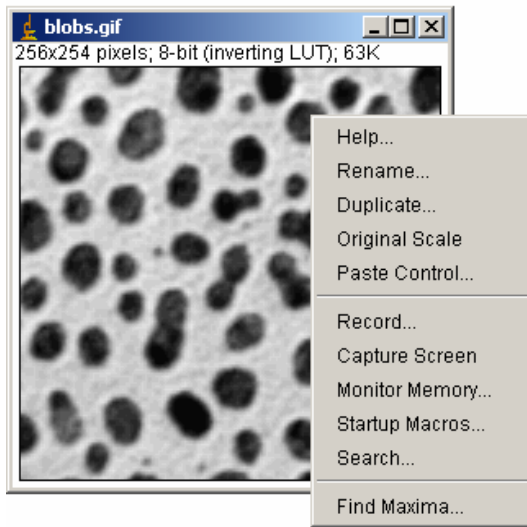 blobs.gif
256x254 pixels; 8-bit (inverting LUT); 63K
Help...
Rename...
Duplicate...
Original Scale
Paste Control...
Record...
Capture Screen
Monitor Memory...
Startup Macros...
Search...
Find Maxima...